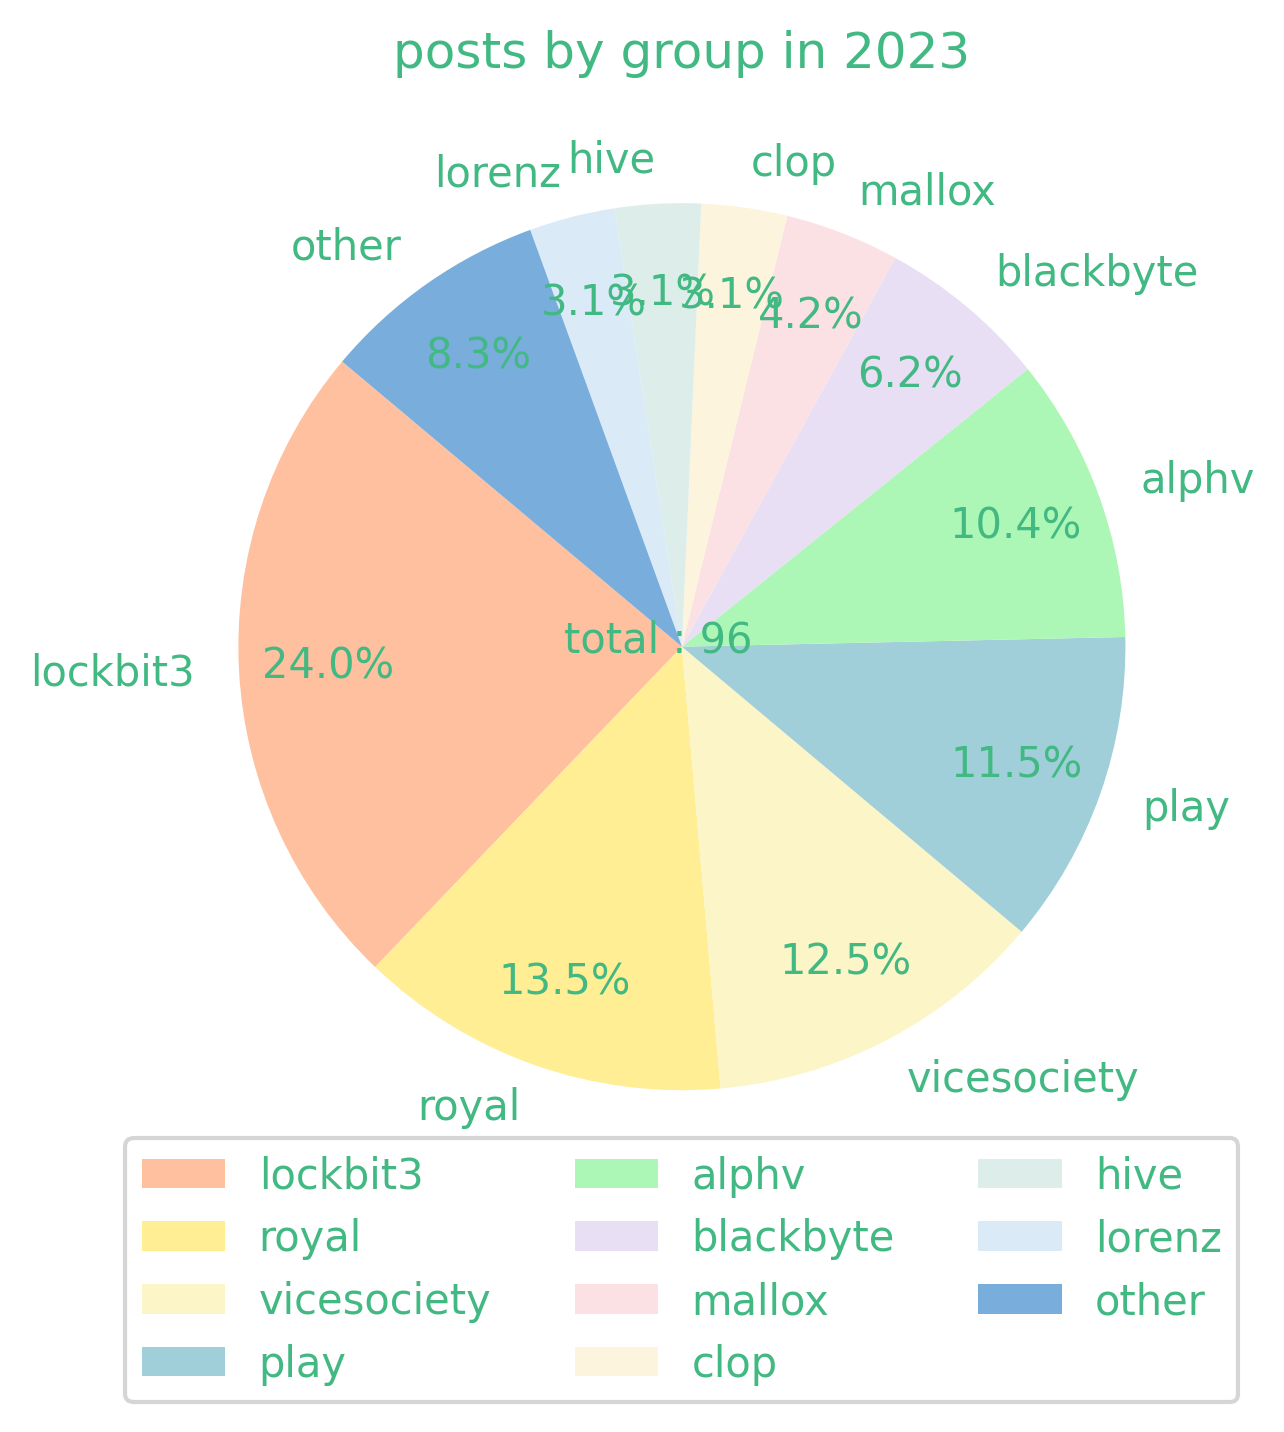 posts by group in 2023
hive
clop
lorenz
mallox
other
blackbyte
3.1%
3.1%
3.1%
4.2%
8.3%
6.2%
alphv
10.4%
total : 96
lockbit3
24.0%
11.5%
play
12.5%
13.5%
vicesociety
royal
lockbit3
royal
vicesociety
play
alphv
blackbyte
mallox
clop
hive
lorenz
other